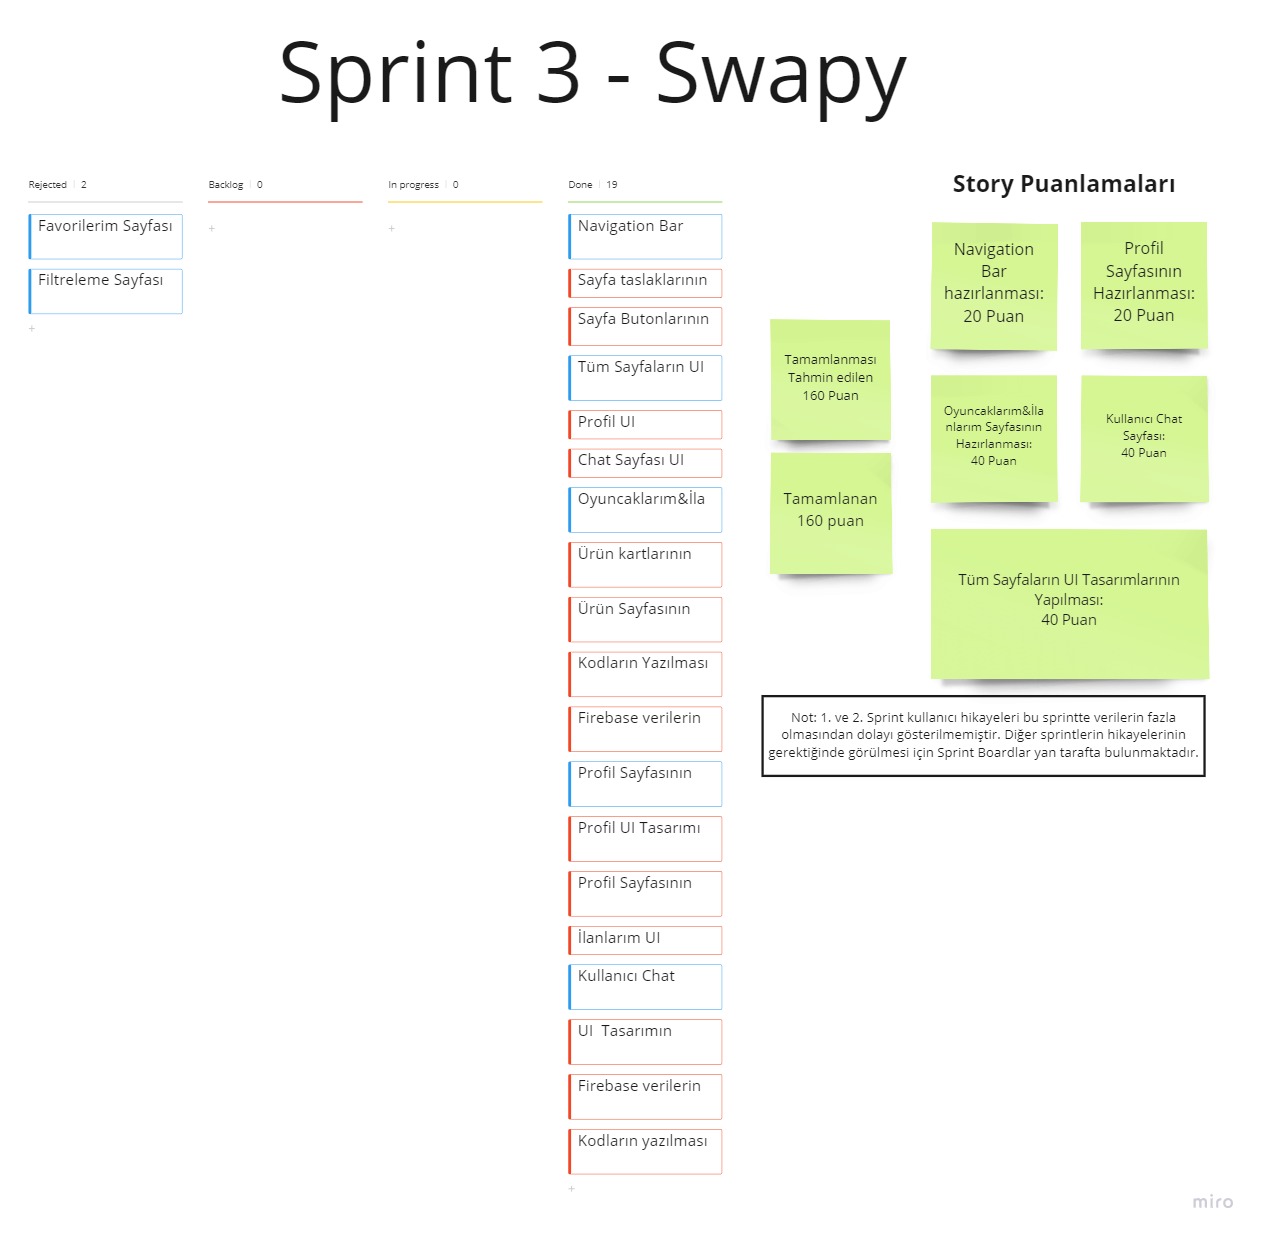 Sprint 3 - Swapy
Rejected 2
Favorilerim Sayfası
Filtreleme Sayfası
+
Backlog 0
+
In progress 0
+
Done 19
Navigation Bar
Sayfa taslaklarının
Sayfa Butonlarının
Tüm Sayfaların UI
Profil UI
Chat Sayfası UI
Oyuncaklarım&İla
Ürün kartlarının
Ürün Sayfasının
Kodların Yazılması
Firebase verilerin
Profil Sayfasının
Profil UI Tasarımı
Profil Sayfasının
İlanlarım UI
Kullanıcı Chat
UI  Tasarımın
Firebase verilerin
Kodların yazılması
+
Tamamlanması
Tahmin edilen
160 Puan
Tamamlanan
160 puan
Story Puanlamaları
Navigation
Bar
hazırlanması:
20 Puan
Profil
Sayfasının
Hazırlanması:
20 Puan
Oyuncaklarım&İla
nlarım Sayfasının
Hazırlanması:
40 Puan
Kullanıcı Chat
Sayfası:
40 Puan
Tüm Sayfaların UI Tasarımlarının
Yapılması:
40 Puan
Not: 1. ve 2. Sprint kullanıcı hikayeleri bu sprintte verilerin fazla
olmasından dolayı gösterilmemiştir. Diğer sprintlerin hikayelerinin
gerektiğinde görülmesi için Sprint Boardlar yan tarafta bulunmaktadır.
miro